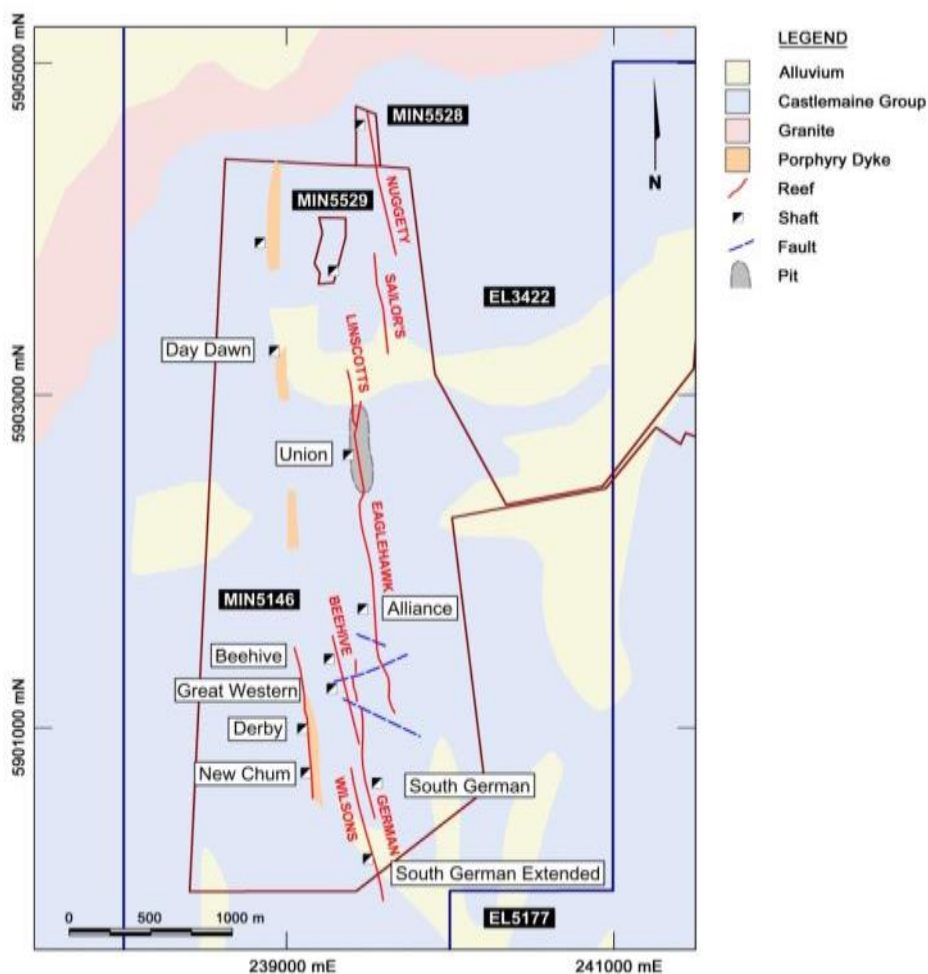 5905000 mN
5903000 mN
5901000 mN
MIN5528
NUGGETY
MIN5529
N
SAILOR'S
EL3422
LINSCOTTS
Day Dawn
Union
EAGLEHAWK
MIN5146
Alliance
BEEHIVE
Beehive
Great Western
Derby
New Chum
WILSONS
GERMAN
South German
South German Extended
EL5177
0 500 1000 m
239000 mE
241000 mE
LEGEND
Alluvium
Castlemaine Group
Granite
Porphyry Dyke
Reef
Shaft
Fault
Pit